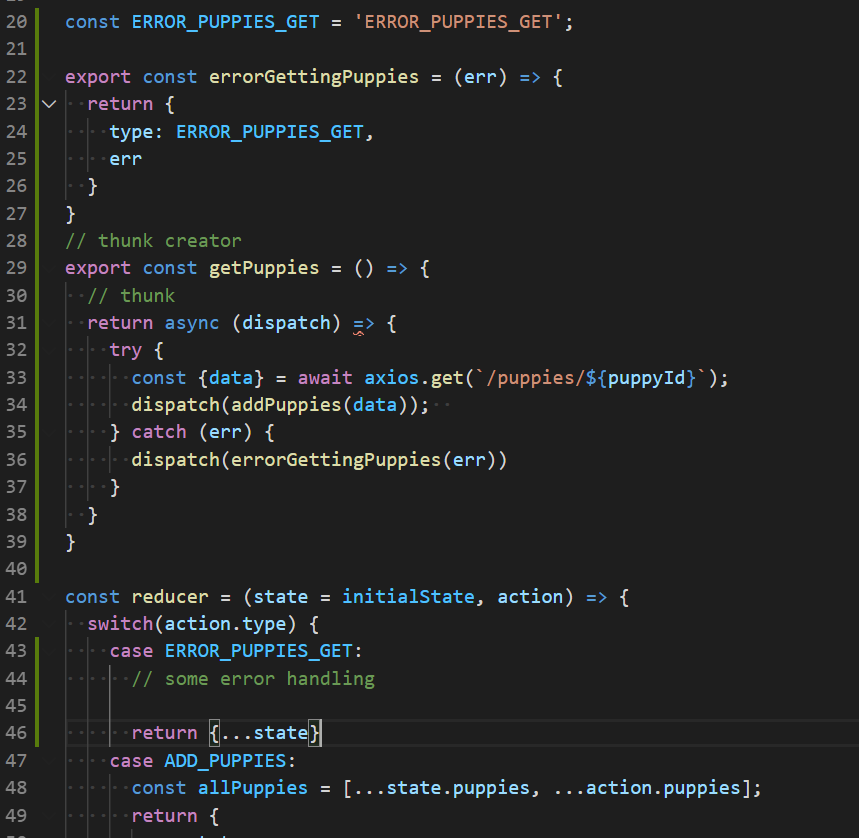 20 const ERROR_PUPPIES_GET = 'ERROR_PUPPIES_GET';
21
22 export const errorGettingPuppies = (err) => {
23 return {
24 type: ERROR_PUPPIES_GET,
25 err
26 }
27 }
28 // thunk creator
29 export const getPuppies = () => {
30 // thunk
31 return async (dispatch) => {
32 try {
33 const {data} = await axios.get(`/puppies/${puppyId}`);
34 dispatch(addPuppies(data));
35 } catch (err) {
36 dispatch(errorGettingPuppies(err))
37 }
38 }
39 }
40
41 const reducer = (state = initialState, action) => {
42 switch(action.type) {
43 case ERROR_PUPPIES_GET:
44 // some error handling
45
46 return {...state}
47 case ADD_PUPPIES:
48 const allPuppies = [...state.puppies, ...action.puppies];
49 return {